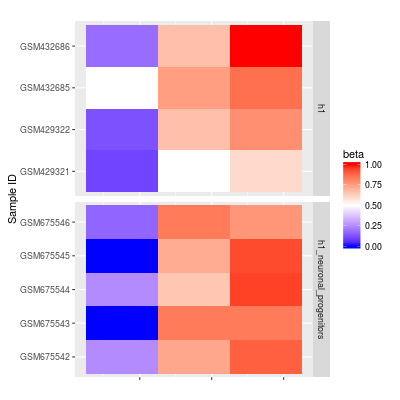 GSM432686
GSM432685
GSM429322
GSM429321
h1
GSM675546
GSM675545
GSM675544
GSM675543
GSM675542
h1_neuronal_progenitors
Sample ID
beta
1.00
0.75
0.50
0.25
0.00